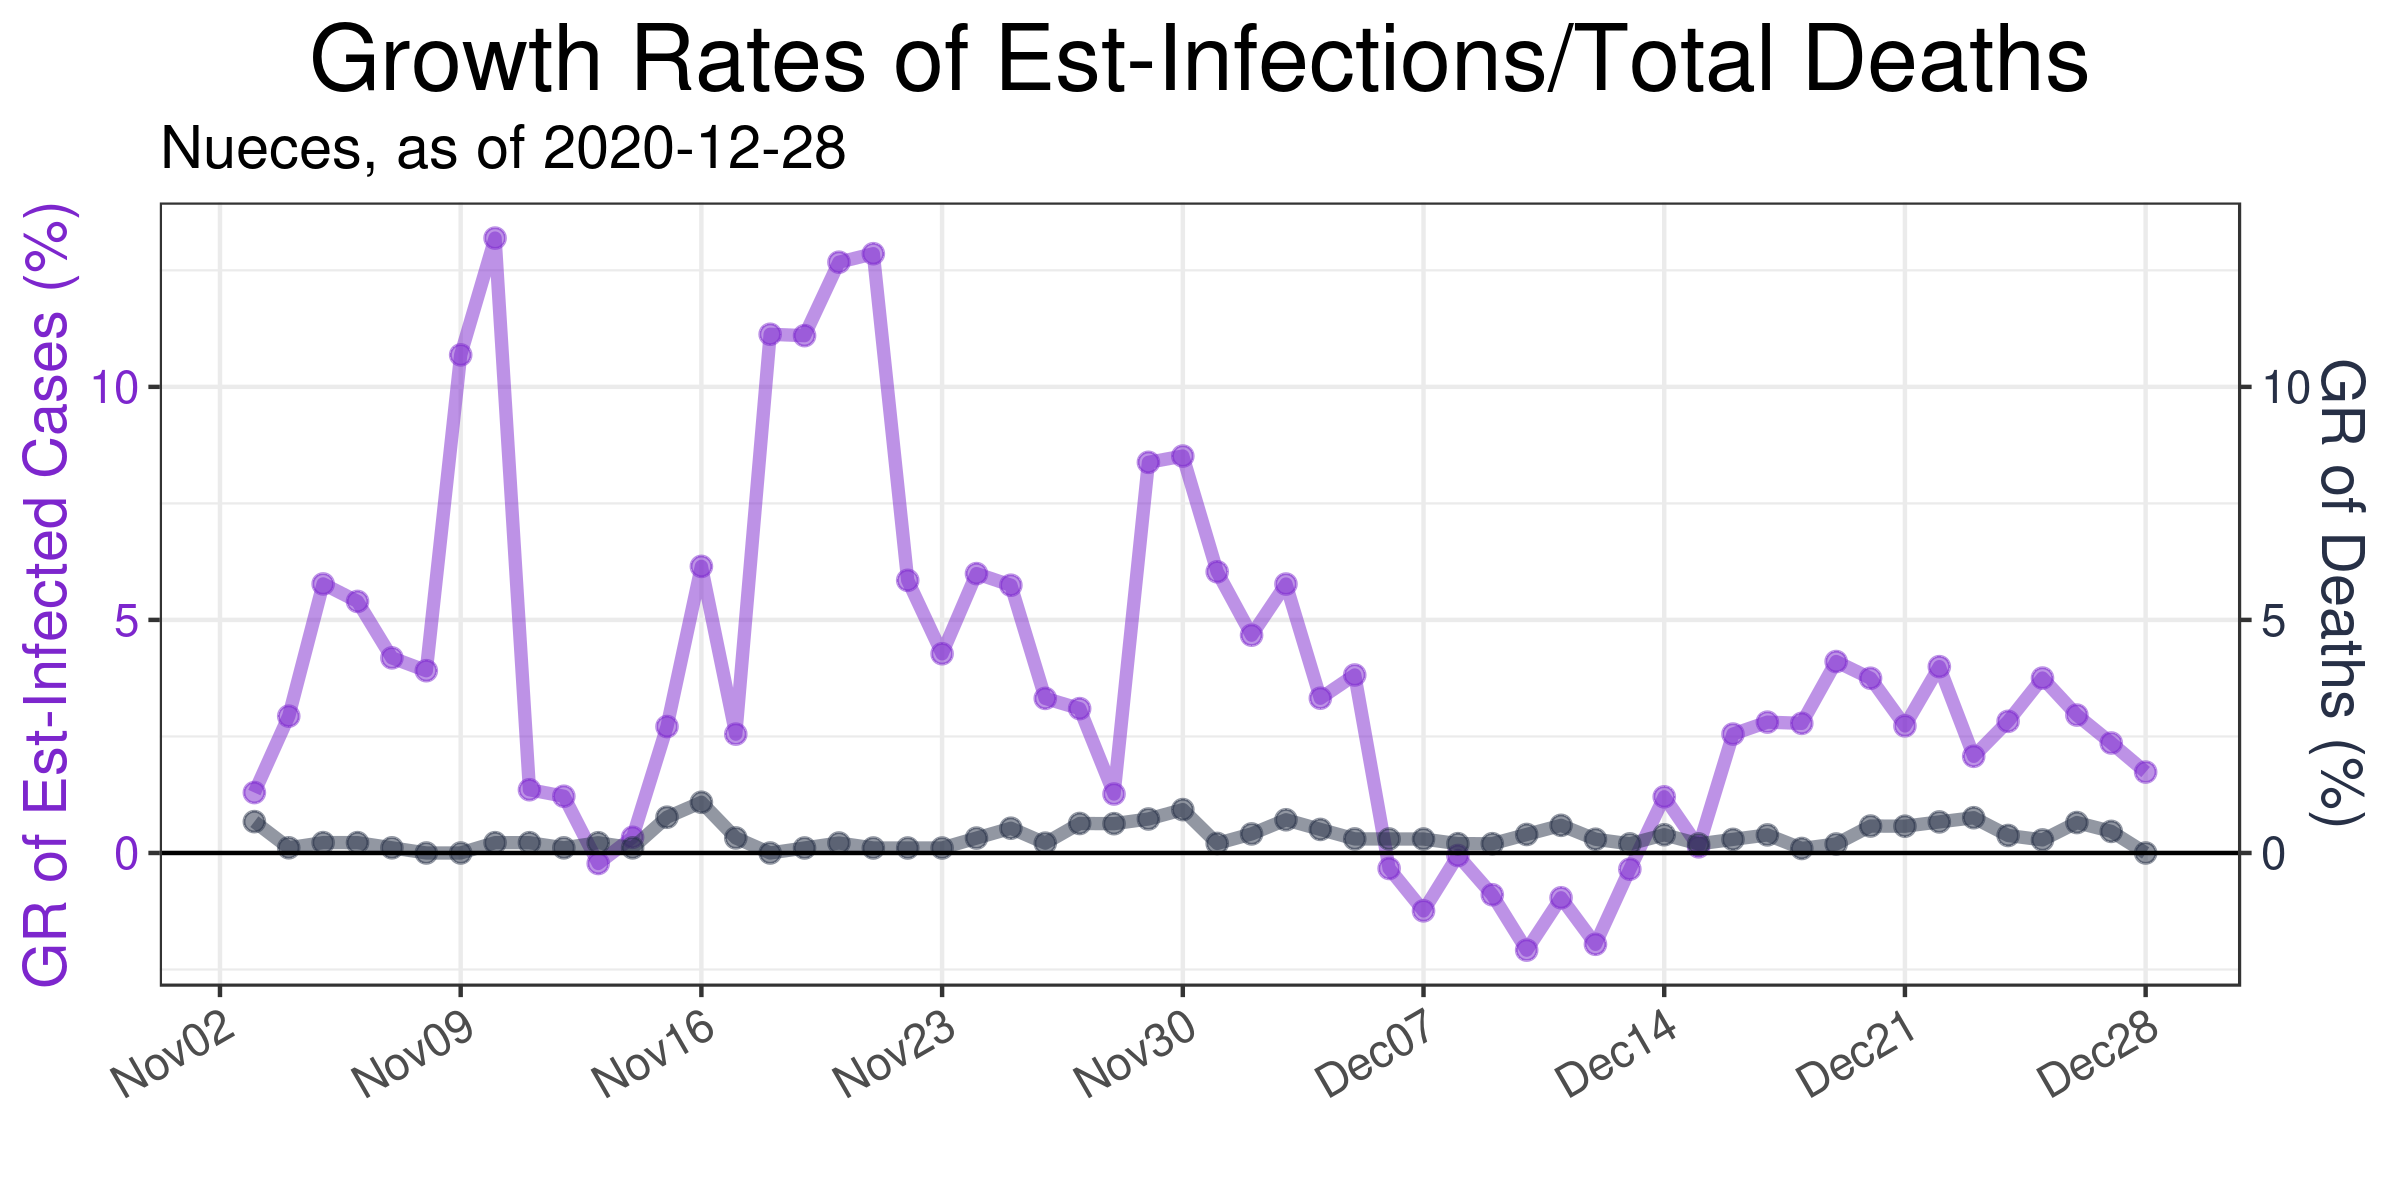 Growth Rates of Est-Infections/Total Deaths
Nueces, as of 2020-12-28
GR of Est-Infected Cases (%)
10
5
0
10
5
0
GR of Deaths (%)
Nov02
Nov09
Nov16
Nov23
Nov30
Dec07
Dec14
Dec21
Dec28